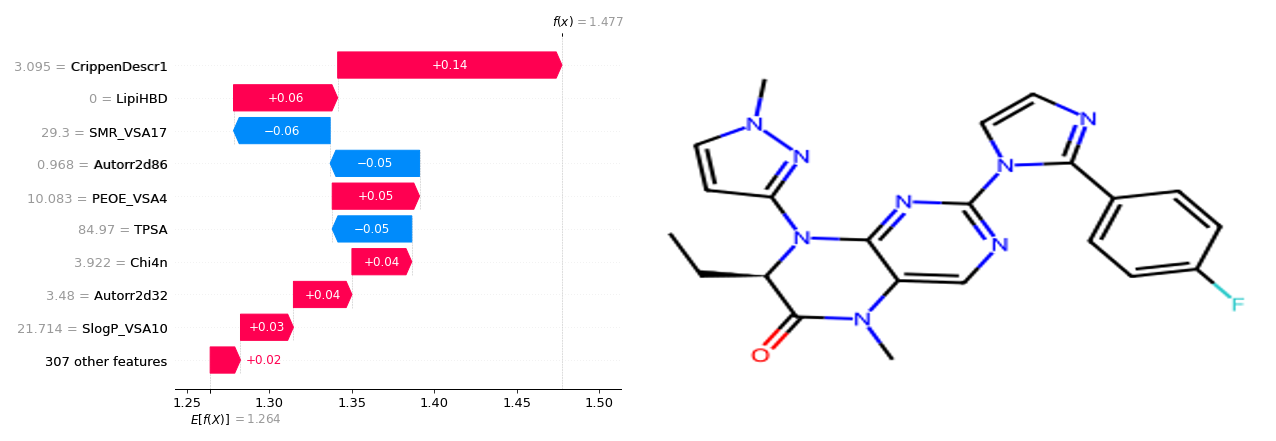 f(x) = 1.477
3.095 = CrippenDescr1
+0.14
0 = LipiHBD
+0.06
29.3 = SMR_VSA17
−0.06
0.968 = Autorr2d86
−0.05
10.083 = PEOE_VSA4
+0.05
84.97 = TPSA
−0.05
3.922 = Chi4n
+0.04
3.48 = Autorr2d32
+0.04
21.714 = SlogP_VSA10
+0.03
307 other features
+0.02
1.25 1.30 1.35 1.40 1.45 1.50
E[f(X)] = 1.264
N
N
N
N
N
N
N
N
O
F